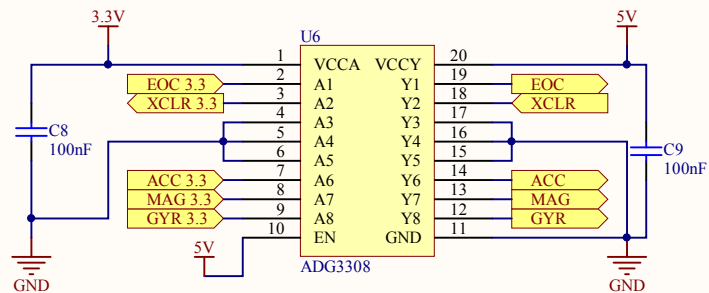 3.3V 5V
U6
1 VCCA VCCY 20
EOC 3.3 2 A1 Y1 19 EOC
XCLR 3.3 3 A2 Y2 18 XCLR
4 A3 Y3 17
C8 5 A4 Y4 16 C9
100nF 6 A5 Y5 15 100nF
ACC 3.3 7 A6 Y6 14 ACC
MAG 3.3 8 A7 Y7 13 MAG
GYR 3.3 9 A8 Y8 12 GYR
5V 10 EN GND 11
GND ADG3308 GND